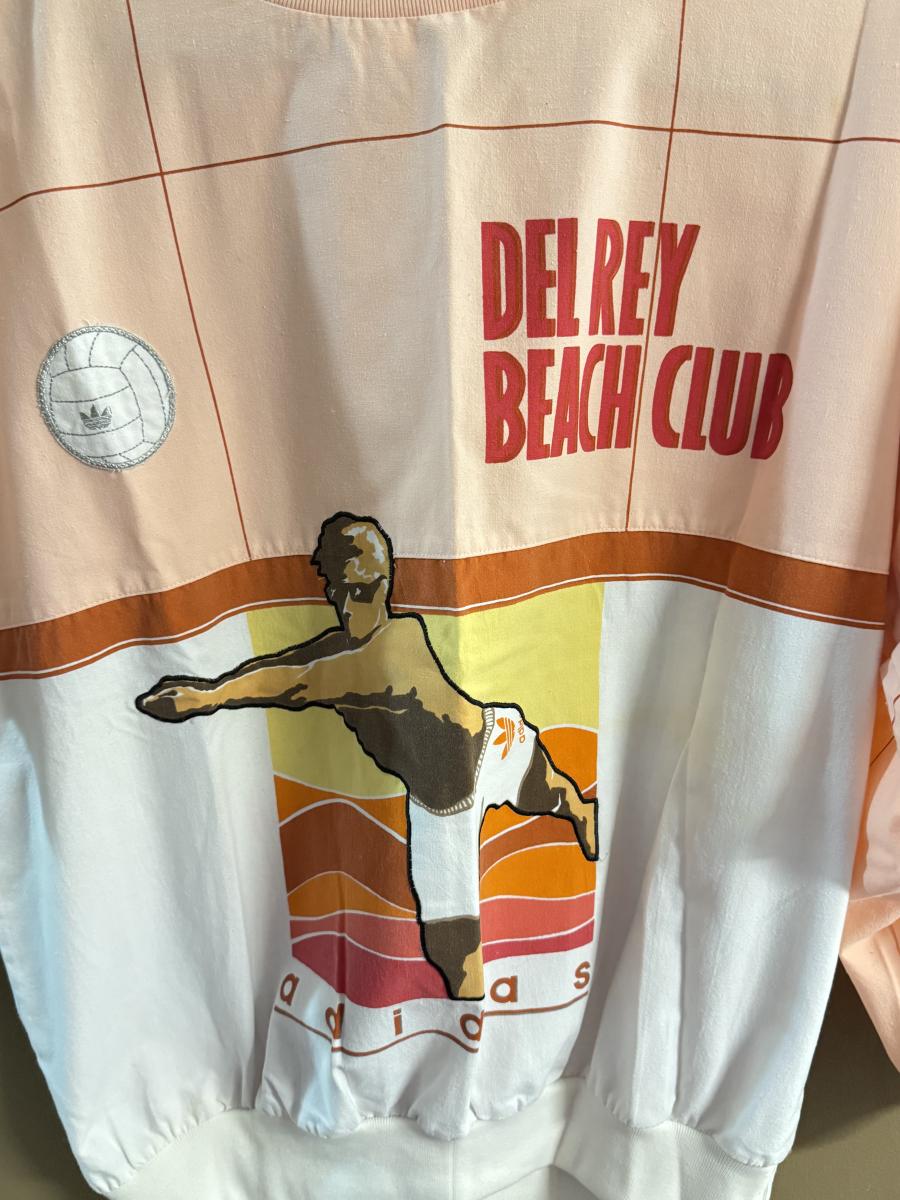 DEL REY
BEACH CLUB
adidas